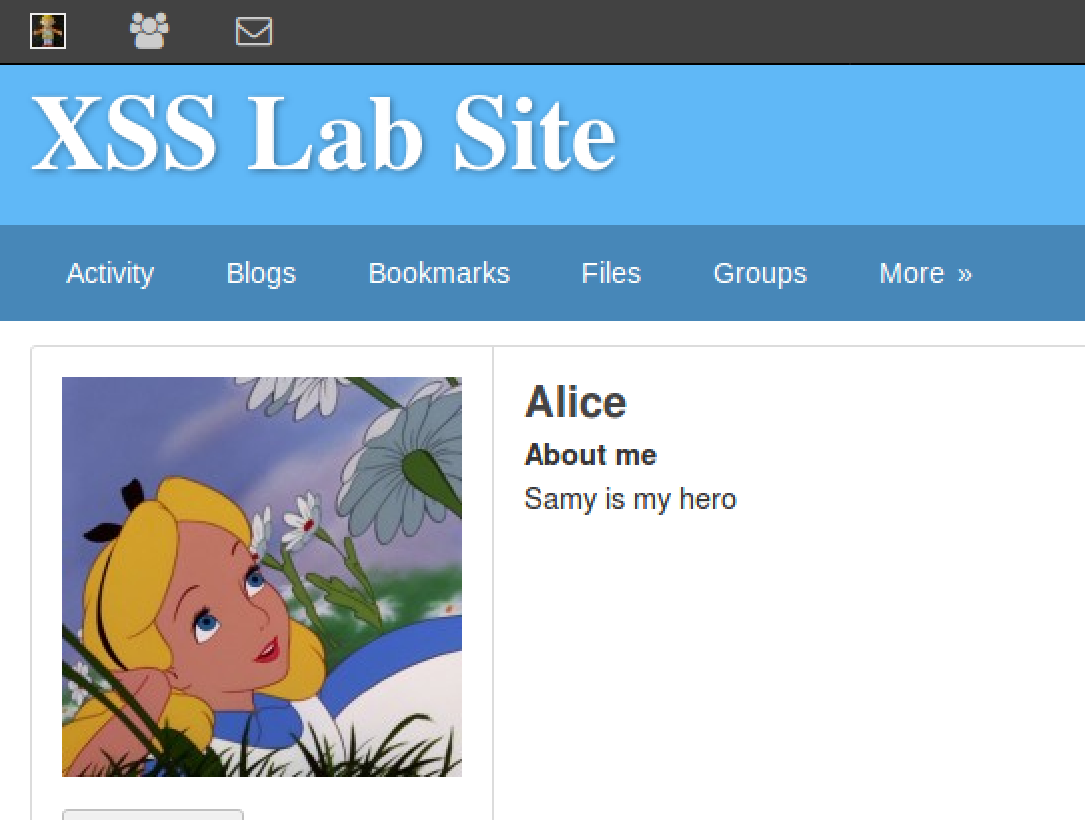 XSS Lab Site
Activity Blogs Bookmarks Files Groups More »
Alice
About me
Samy is my hero